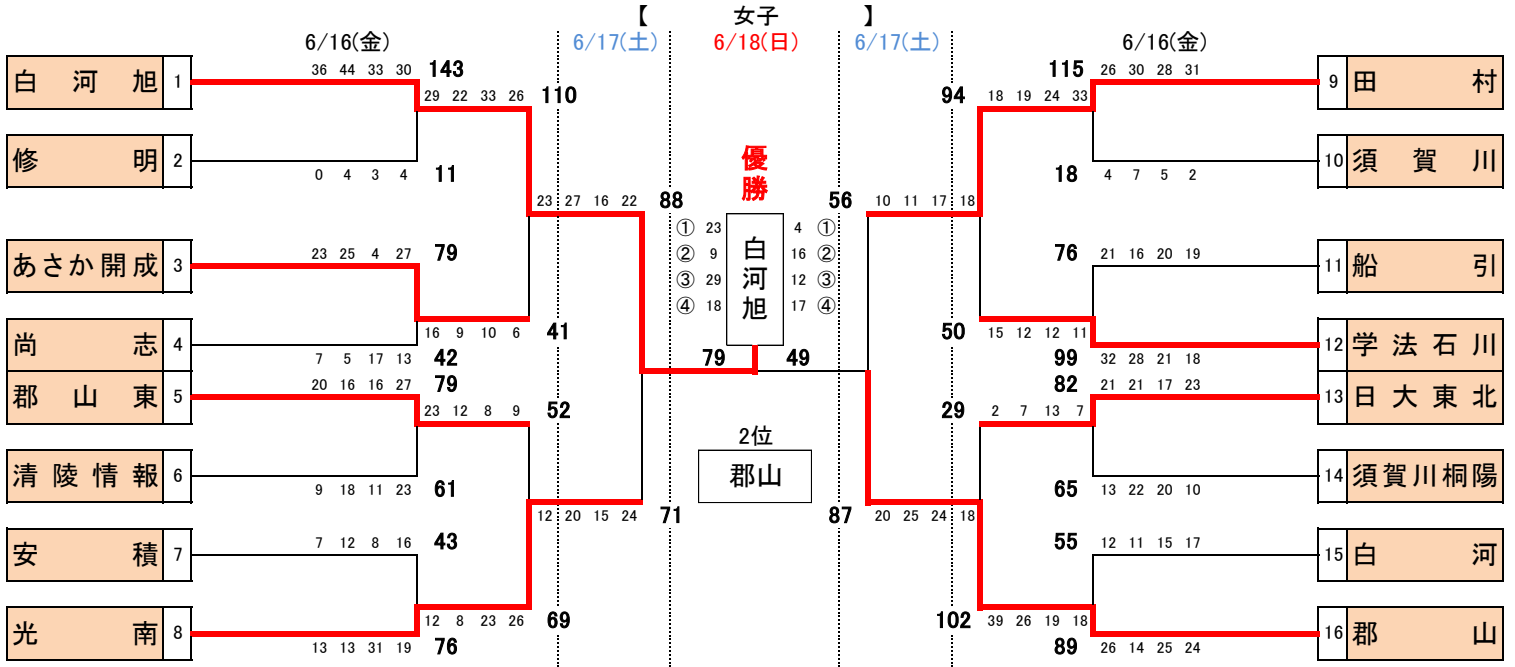 【 女子 】
6/16(金) 6/17(土) 6/18(日) 6/17(土) 6/16(金)
白河旭 1 36 44 33 30 143 115 26 30 28 31 9 田村
29 22 33 26 110 94 18 19 24 33
修明 2 0 4 3 4 11 18 4 7 5 2 10 須賀川
優勝
23 27 16 22 88 56 10 11 17 18
① 23 4 ①
② 9 16 ②
③ 29 12 ③
④ 18 17 ④
白河旭
あさか開成 3 23 25 4 27 79 76 21 16 20 19 11 船引
16 9 10 6 41 50 15 12 12 11
尚志 4 7 5 17 13 42 99 32 28 21 18 12 学法石川
79 49
郡山東 5 20 16 16 27 79 82 21 21 17 23 13 日大東北
23 12 8 9 52 29 2 7 13 7
2位
郡山
清陵情報 6 9 18 11 23 61 65 13 22 20 10 14 須賀川桐陽
12 20 15 24 71 87 20 25 24 18
安積 7 7 12 8 16 43 55 12 11 15 17 15 白河
12 8 23 26 69 102 39 26 19 18
光南 8 13 13 31 19 76 89 26 14 25 24 16 郡山